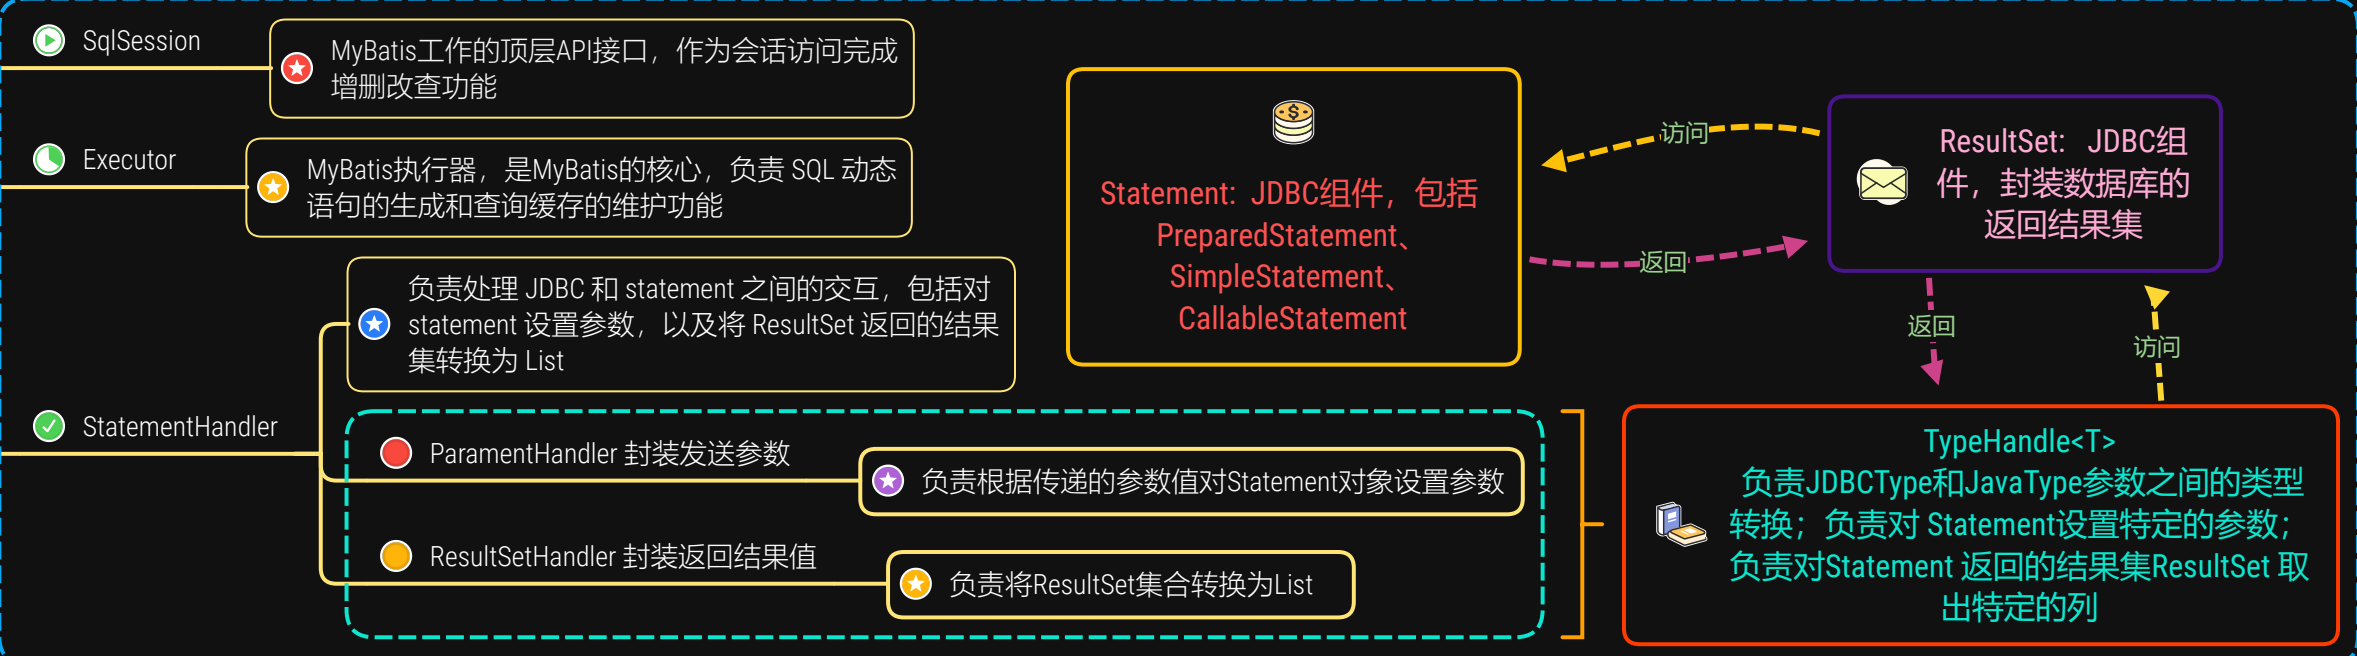 SqlSession
MyBatis工作的顶层API接口，作为会话访问完成
增删改查功能
Executor
MyBatis执行器，是MyBatis的核心，负责 SQL 动态
语句的生成和查询缓存的维护功能
StatementHandler
负责处理 JDBC 和 statement 之间的交互，包括对
statement 设置参数，以及将 ResultSet 返回的结果
集转换为 List
ParamentHandler 封装发送参数
负责根据传递的参数值对Statement对象设置参数
ResultSetHandler 封装返回结果值
负责将ResultSet集合转换为List
Statement：JDBC组件，包括
PreparedStatement、
SimpleStatement、
CallableStatement
访问
返回
ResultSet： JDBC组
件，封装数据库的
返回结果集
返回
访问
TypeHandle<T>
负责JDBCType和JavaType参数之间的类型
转换；负责对 Statement设置特定的参数；
负责对Statement 返回的结果集ResultSet 取
出特定的列